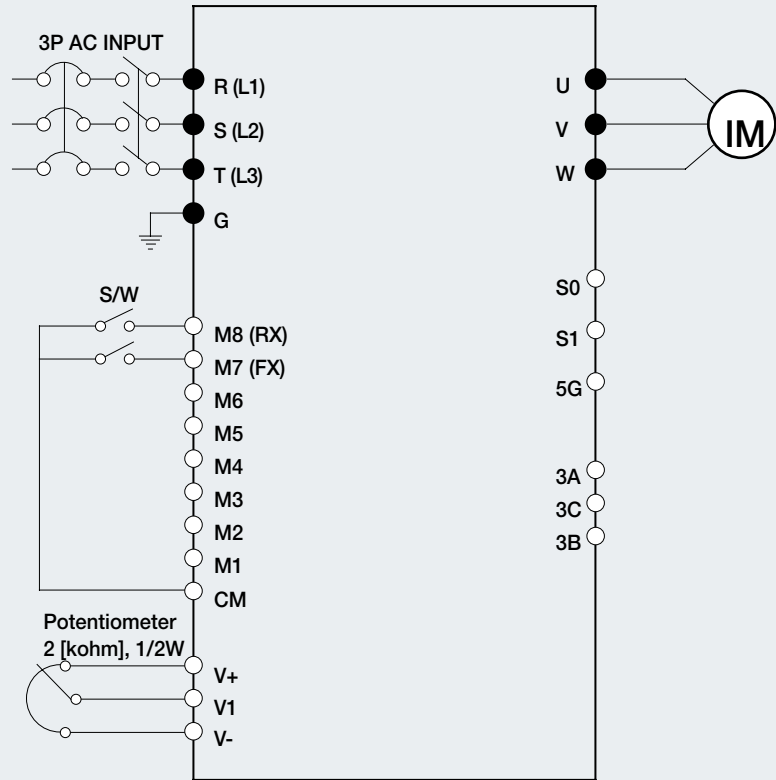 3P AC INPUT
R (L1)
S (L2)
T (L3)
G
U
V
W
IM
S/W
M8 (RX)
M7 (FX)
M6
M5
M4
M3
M2
M1
CM
S0
S1
5G
3A
3C
3B
Potentiometer
2 [kohm], 1/2W
V+
V1
V-